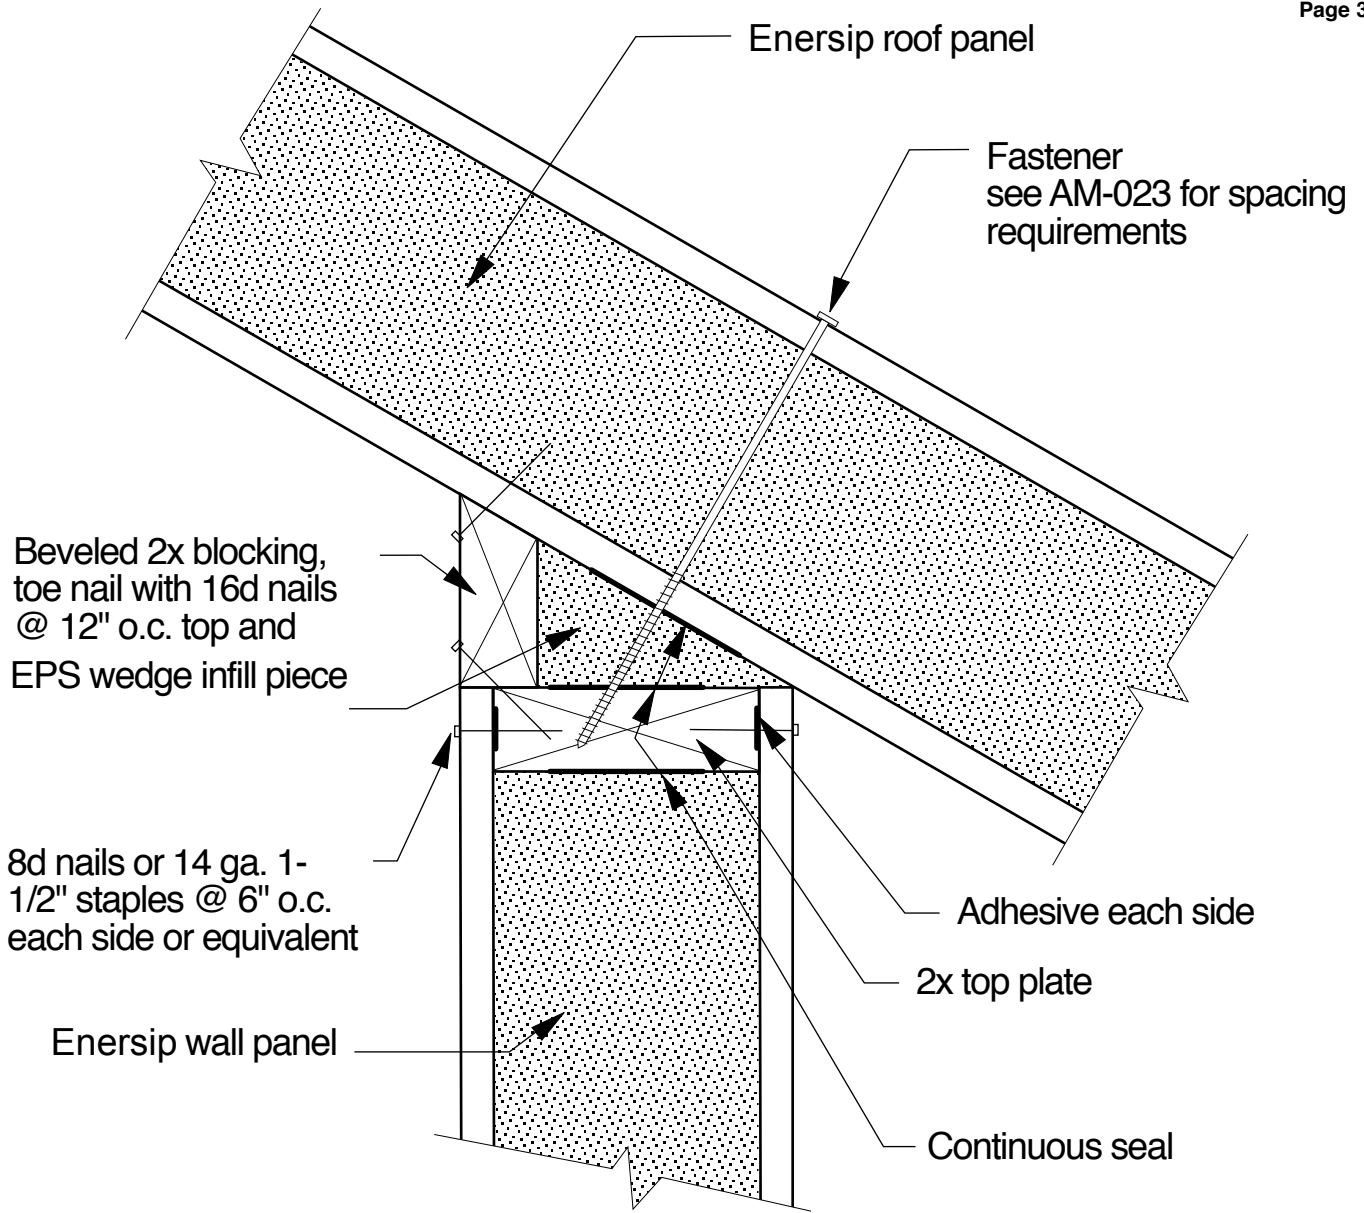 Page 3
Enersip roof panel
Fastener
see AM-023 for spacing
requirements
Beveled 2x blocking,
toe nail with 16d nails
@ 12" o.c. top and
EPS wedge infill piece
8d nails or 14 ga. 1-
1/2" staples @ 6" o.c.
each side or equivalent
Adhesive each side
2x top plate
Enersip wall panel
Continuous seal